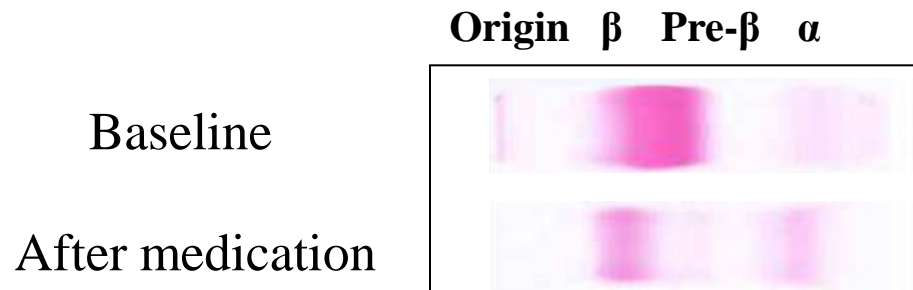 Origin β Pre-β α
Baseline
After medication